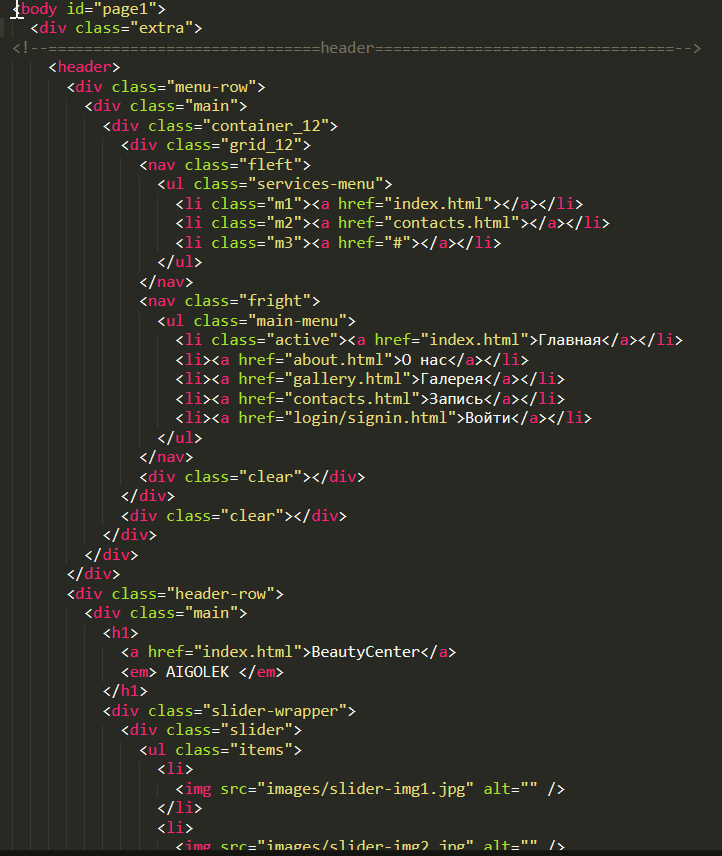 <body id="page1">
<div class="extra">
<!--==============================header=================================-->
<header>
<div class="menu-row">
<div class="main">
<div class="container_12">
<div class="grid_12">
<nav class="fleft">
<ul class="services-menu">
<li class="m1"><a href="index.html"></a></li>
<li class="m2"><a href="contacts.html"></a></li>
<li class="m3"><a href="#"></a></li>
</ul>
</nav>
<nav class="fright">
<ul class="main-menu">
<li class="active"><a href="index.html">Главная</a></li>
<li><a href="about.html">О нас</a></li>
<li><a href="gallery.html">Галерея</a></li>
<li><a href="contacts.html">Запись</a></li>
<li><a href="login/signin.html">Войти</a></li>
</ul>
</nav>
<div class="clear"></div>
</div>
<div class="clear"></div>
</div>
</div>
</div>
<div class="header-row">
<div class="main">
<h1>
<a href="index.html">BeautyCenter</a>
<em> AIGOLEK </em>
</h1>
<div class="slider-wrapper">
<div class="slider">
<ul class="items">
<li>
<img src="images/slider-img1.jpg" alt="" />
</li>
<li>
<img src="images/slider-img2.jpg" alt="" />